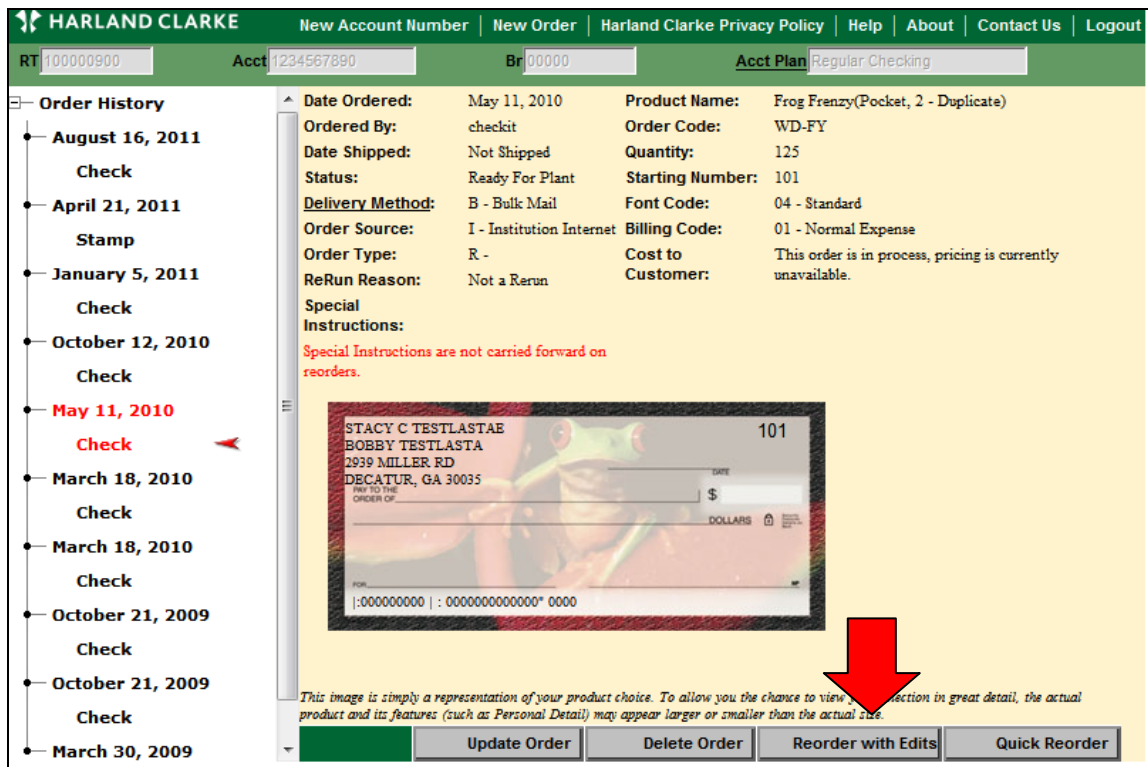 HARLAND CLARKE
New Account Number | New Order | Harland Clarke Privacy Policy | Help | About | Contact Us | Logout
RT 100000900 Acct 1234567890 Br 00000 Acct Plan Regular Checking
Order History
August 16, 2011
Check
April 21, 2011
Stamp
January 5, 2011
Check
October 12, 2010
Check
May 11, 2010
Check
March 18, 2010
Check
March 18, 2010
Check
October 21, 2009
Check
October 21, 2009
Check
March 30, 2009
Date Ordered: May 11, 2010 Product Name: Frog Frenzy(Pocket, 2 - Duplicate)
Ordered By: checkit Order Code: WD-FY
Date Shipped: Not Shipped Quantity: 125
Status: Ready For Plant Starting Number: 101
Delivery Method: B - Bulk Mail Font Code: 04 - Standard
Order Source: I - Institution Internet Billing Code: 01 - Normal Expense
Order Type: R - Cost to Customer: This order is in process, pricing is currently unavailable.
ReRun Reason: Not a Rerun
Special
Instructions:
Special Instructions are not carried forward on
reorders.
STACY C TESTLASTAE 101
BOBBY TESTLASTA
2939 MILLER RD
DATE
DECATUR, GA 30035
PAY TO THE
ORDER OF $
DOLLARS
FOR MP
|:000000000 | : 0000000000000" 0000
This image is simply a representation of your product choice. To allow you the chance to view in great detail, the actual
product and its features (such as Personal Detail) may appear larger or smaller than the actual size.
Update Order Delete Order Reorder with Edits Quick Reorder